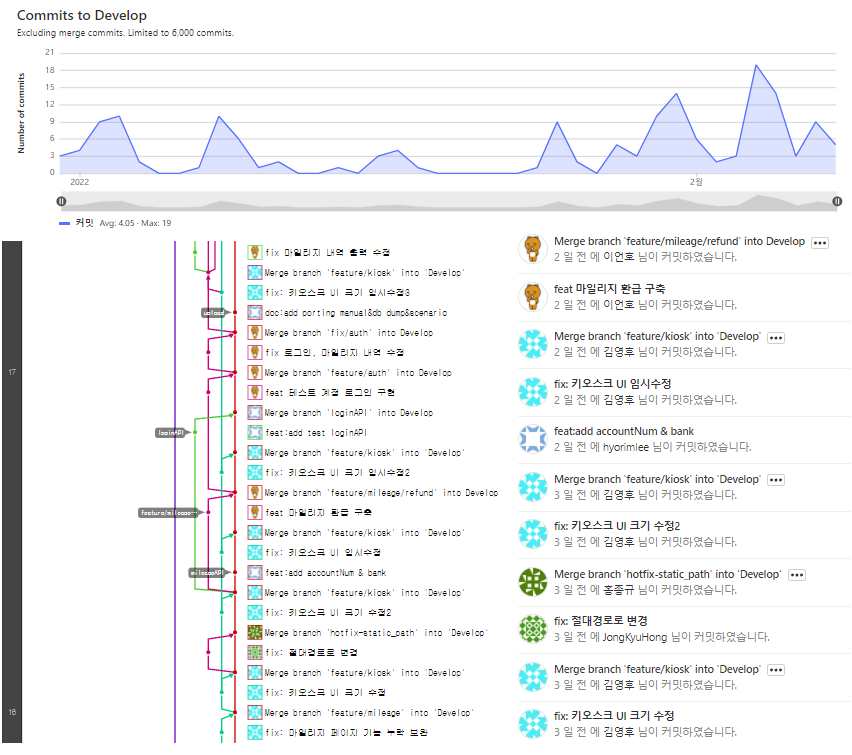 Commits to Develop
Excluding merge commits. Limited to 6,000 commits.
Number of commits
21
18
15
12
9
6
3
0
2022
2월
커밋 Avg: 4.05 · Max: 19
fix 마일리지 내역 출력 수정
Merge branch 'feature/kiosk' into 'Develop'
fix: 키오스크 UI 크기 임시수정3
upload
doc:add porting manual&db dump&scenario
Merge branch 'fix/auth' into Develop
fix 로그인, 마일리지 내역 수정
17
Merge branch 'feature/auth' into Develop
feat 테스트 계정 로그인 구현
Merge branch 'loginAPI' into Develop
loginAPI
feat:add test loginAPI
Merge branch 'feature/kiosk' into 'Develop'
fix: 키오스크 UI 크기 임시수정2
Merge branch 'feature/mileage/refund' into Develop
feature/mileage…
feat 마일리지 환급 구축
Merge branch 'feature/kiosk' into 'Develop'
fix: 키오스크 UI 임시수정
feat:add accountNum & bank
Merge branch 'feature/kiosk' into 'Develop'
fix: 키오스크 UI 크기 수정2
Merge branch 'hotfix-static_path' into 'Develop'
fix: 절대경로로 변경
Merge branch 'feature/kiosk' into 'Develop'
fix: 키오스크 UI 크기 수정
16
Merge branch 'feature/mileage' into 'Develop'
fix: 마일리지 페이지 기능 누락 보완
Merge branch 'feature/mileage/refund' into Develop
2 일 전 에 이언호 님이 커밋하였습니다.
feat 마일리지 환급 구축
2 일 전 에 이언호 님이 커밋하였습니다.
Merge branch 'feature/kiosk' into 'Develop'
2 일 전 에 김영후 님이 커밋하였습니다.
fix: 키오스크 UI 임시수정
2 일 전 에 김영후 님이 커밋하였습니다.
feat:add accountNum & bank
2 일 전 에 hyorimlee 님이 커밋하였습니다.
Merge branch 'feature/kiosk' into 'Develop'
3 일 전 에 김영후 님이 커밋하였습니다.
fix: 키오스크 UI 크기 수정2
3 일 전 에 김영후 님이 커밋하였습니다.
Merge branch 'hotfix-static_path' into 'Develop'
3 일 전 에 홍종규 님이 커밋하였습니다.
fix: 절대경로로 변경
3 일 전 에 JongKyuHong 님이 커밋하였습니다.
Merge branch 'feature/kiosk' into 'Develop'
3 일 전 에 김영후 님이 커밋하였습니다.
fix: 키오스크 UI 크기 수정
3 일 전 에 김영후 님이 커밋하였습니다.